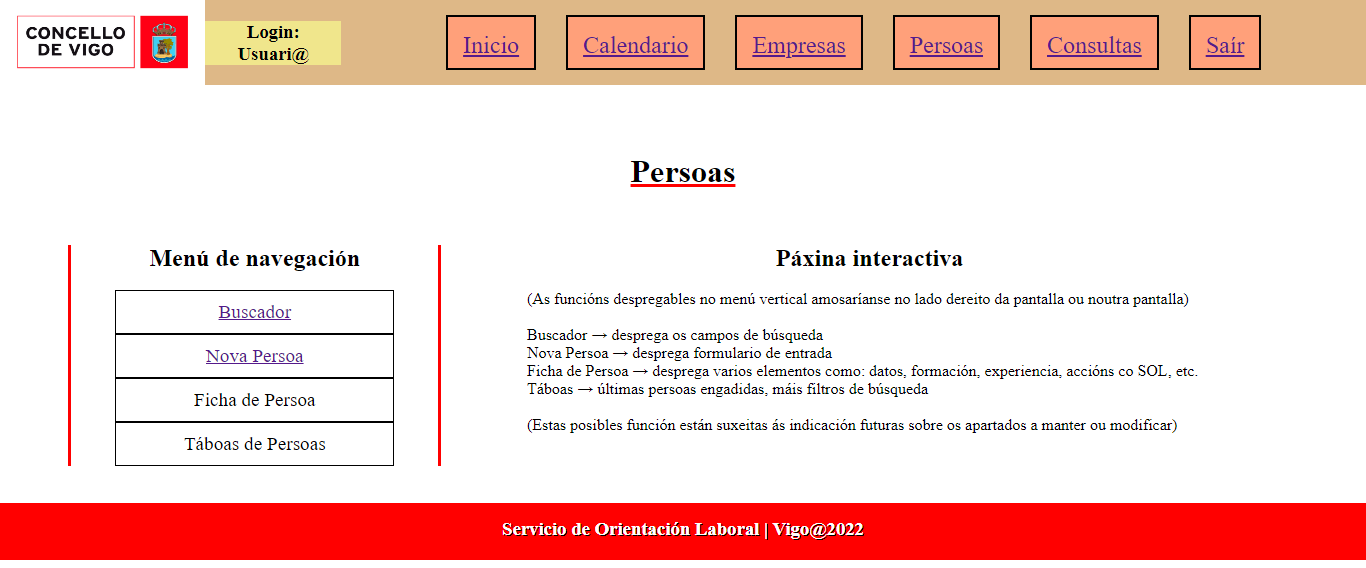 CONCELLO
DE VIGO
Login:
Usuari@
Inicio
Calendario
Empresas
Persoas
Consultas
Saír
Persoas
Menú de navegación
Buscador
Nova Persoa
Ficha de Persoa
Táboas de Persoas
Páxina interactiva
(As funcións despregables no menú vertical amosaríanse no lado dereito da pantalla ou noutra pantalla)
Buscador → desprega os campos de búsqueda
Nova Persoa → desprega formulario de entrada
Ficha de Persoa → desprega varios elementos como: datos, formación, experiencia, accións co SOL, etc.
Táboas → últimas persoas engadidas, máis filtros de búsqueda
(Estas posibles función están suxeitas ás indicación futuras sobre os apartados a manter ou modificar)
Servicio de Orientación Laboral | Vigo@2022